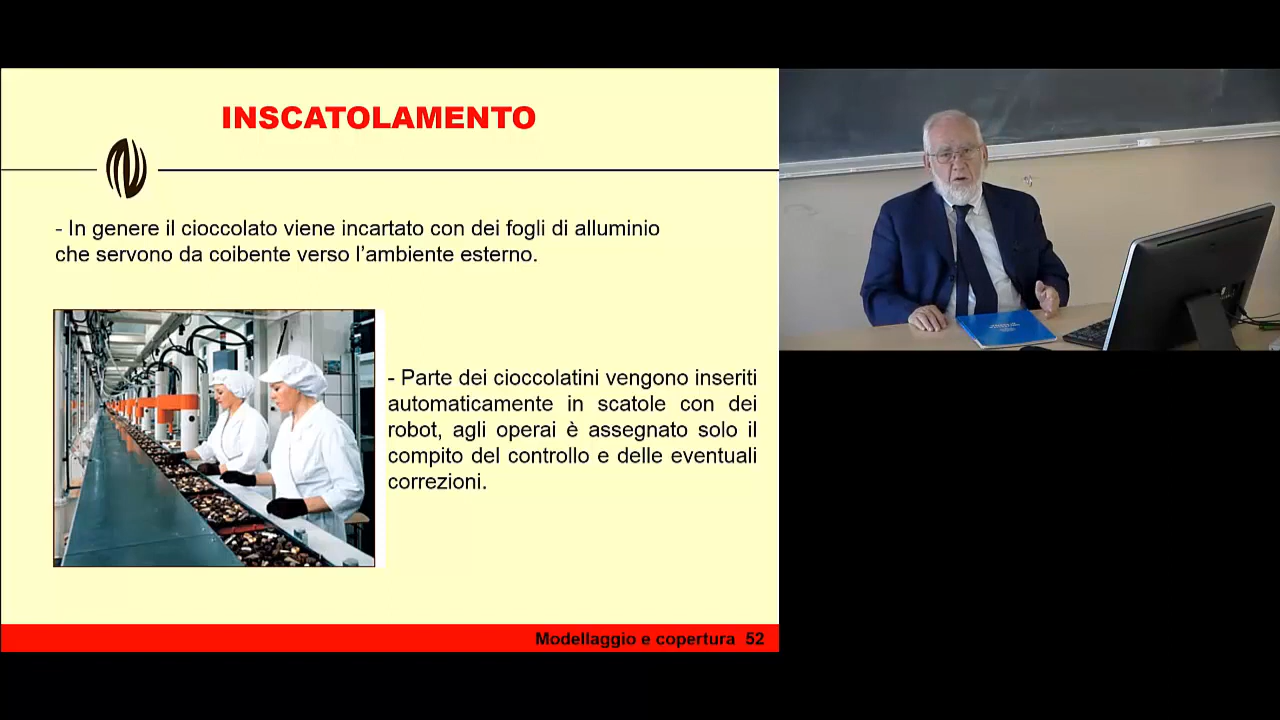 INSCATOLAMENTO
- In genere il cioccolato viene incartato con dei fogli di alluminio
che servono da coibente verso l'ambiente esterno.
- Parte dei cioccolatini vengono inseriti
automaticamente in scatole con dei
robot, agli operai è assegnato solo il
compito del controllo e delle eventuali
correzioni.
Modellaggio e copertura 52